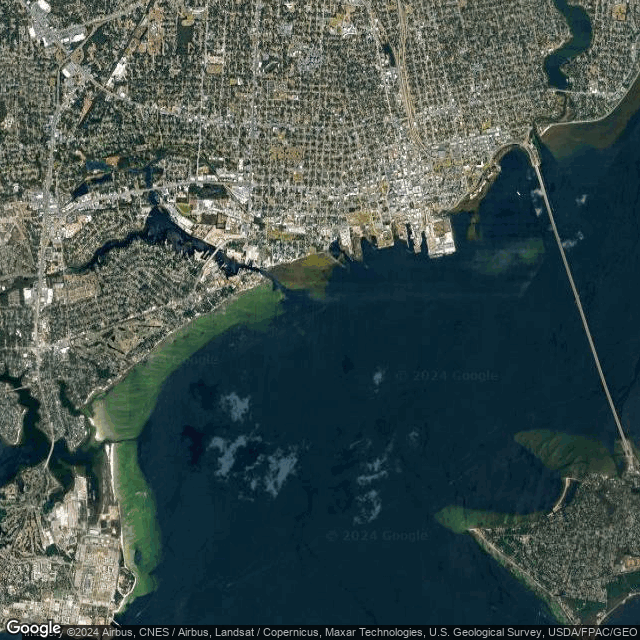 © 2024 Google
© 2024 Google
Google
©2024 Airbus, CNES / Airbus, Landsat / Copernicus, Maxar Technologies, U.S. Geological Survey, USDA/FPAC/GEO